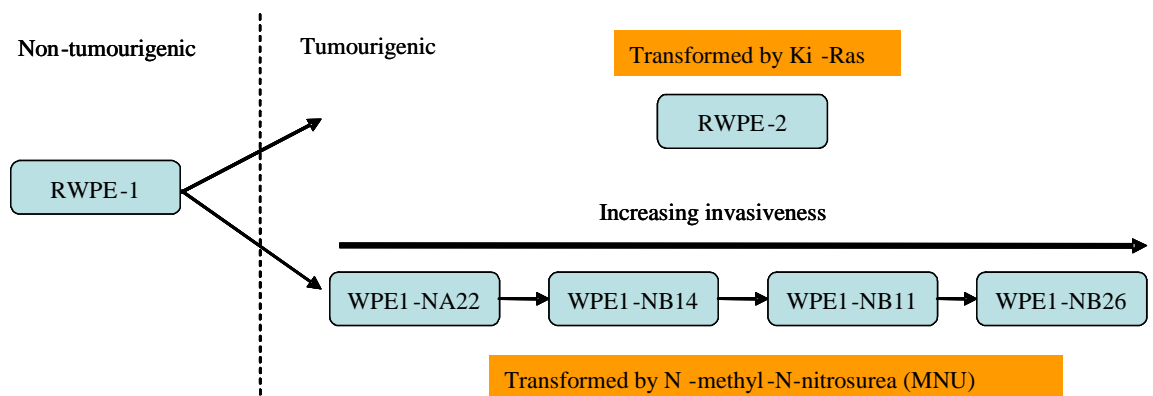 Non-tumourigenic
Tumourigenic
Transformed by Ki -Ras
RWPE-2
RWPE-1
Increasing invasiveness
WPE1-NA22
WPE1-NB14
WPE1-NB11
WPE1-NB26
Transformed by N -methyl-N-nitrosurea (MNU)